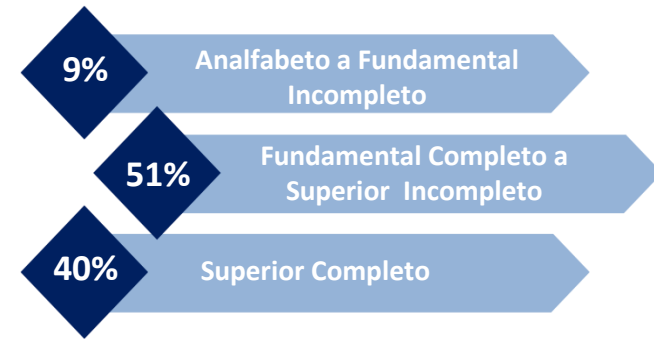 9%
Analfabeto a Fundamental
Incompleto
51%
Fundamental Completo a
Superior Incompleto
40%
Superior Completo